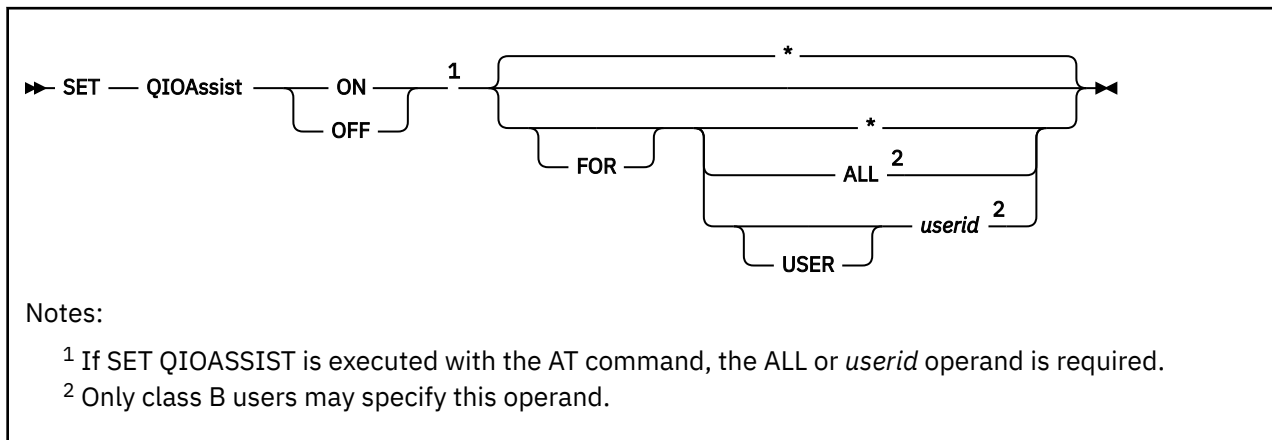 *
SET QIOAssist ON 1
OFF
*
FOR ALL 2
userid 2
USER
Notes:
1 If SET QIOASSIST is executed with the AT command, the ALL or userid operand is required.
2 Only class B users may specify this operand.